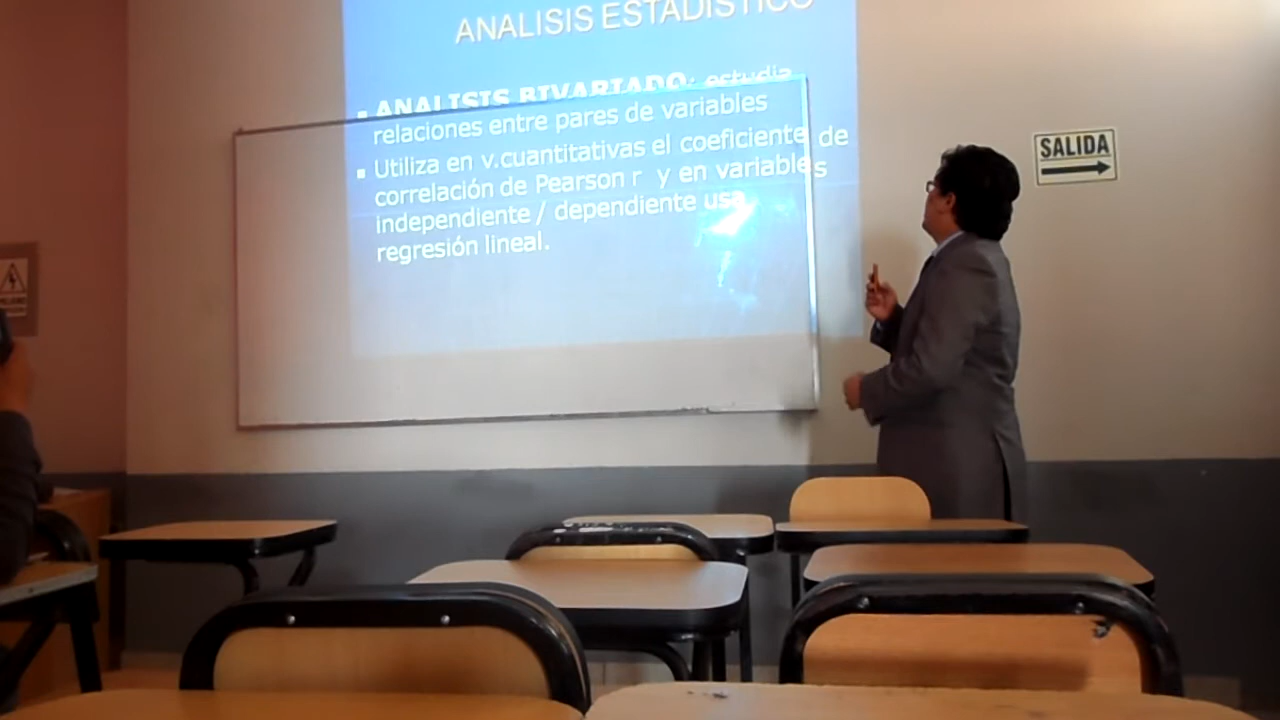 ANALISIS ESTADISTICO
ANALISIS BIVARIADO: estudia
relaciones entre pares de variables
Utiliza en v.cuantitativas el coeficiente de
correlación de Pearson r y en variables
independiente / dependiente usa
regresión lineal.
SALIDA